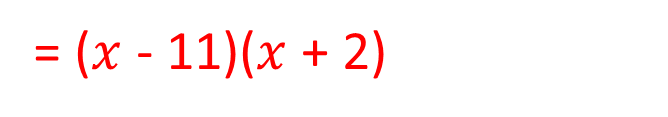 = (x - 11)(x + 2)